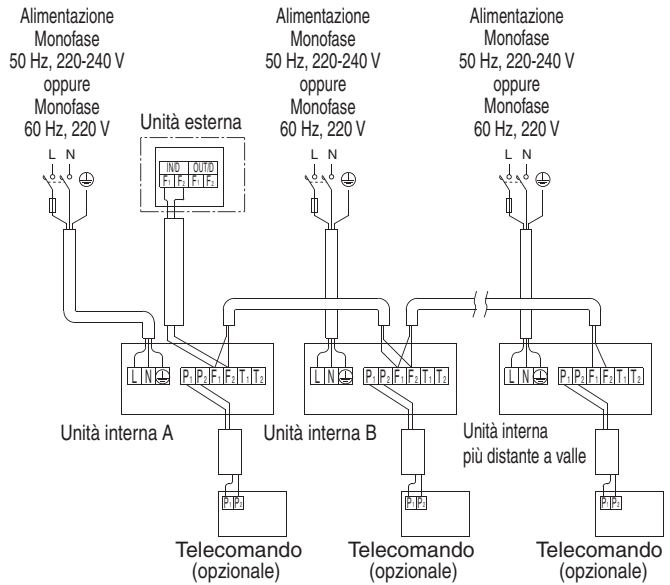 Alimentazione
Monofase
50 Hz, 220-240 V
oppure
Monofase
60 Hz, 220 V
L N
Alimentazione
Monofase
50 Hz, 220-240 V
oppure
Monofase
60 Hz, 220 V
L N
Alimentazione
Monofase
50 Hz, 220-240 V
oppure
Monofase
60 Hz, 220 V
L N
Unità esterna
IN/D OUT/D
F1 F2 F1 F2
L N
P1 P2 F1 F2 T1 T2
L N
P1 P2 F1 F2 T1 T2
L N
P1 P2 F1 F2 T1 T2
Unità interna A
Unità interna B
Unità interna
più distante a valle
P1 P2
P1 P2
P1 P2
Telecomando
(opzionale)
Telecomando
(opzionale)
Telecomando
(opzionale)